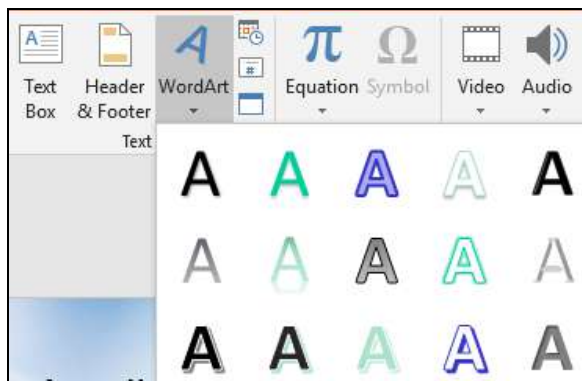 Text Box
Header & Footer
WordArt
#
π
Equation
Ω
Symbol
Video
Audio
Text
A A A A A
A A A A A
A A A A A